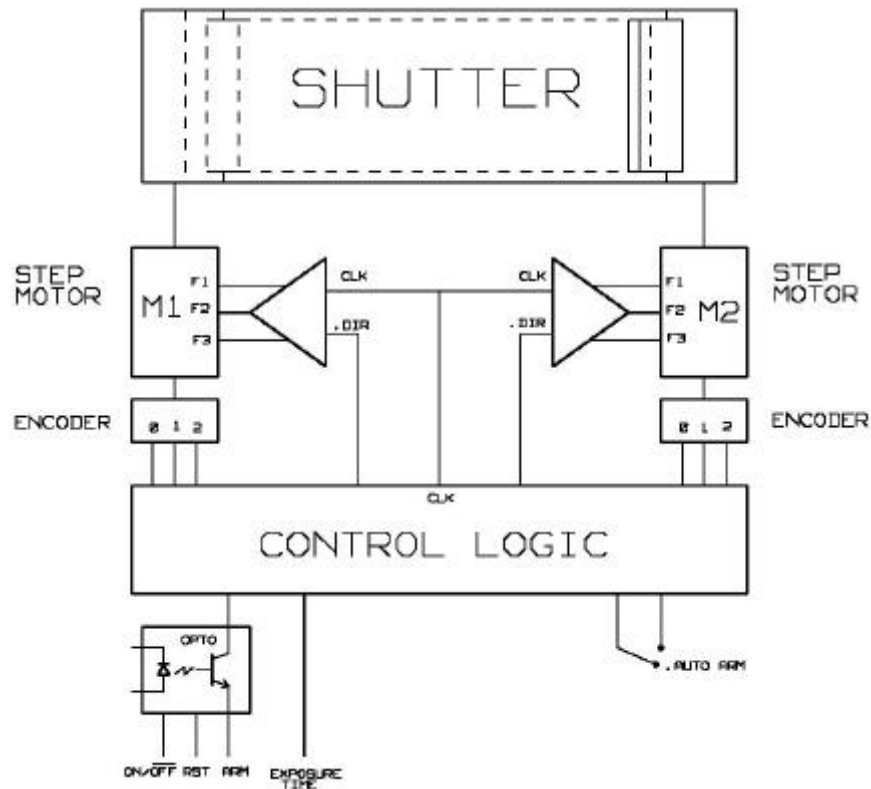 SHUTTER
STEP MOTOR
M1
F1
F2
F3
CLK
.DIR
CLK
.DIR
F1
F2
F3
M2
STEP MOTOR
ENCODER
0 1 2
0 1 2
ENCODER
CLK
CONTROL LOGIC
OPTO
.AUTO ARM
ON/OFF RST ARM
EXPOSURE TIME